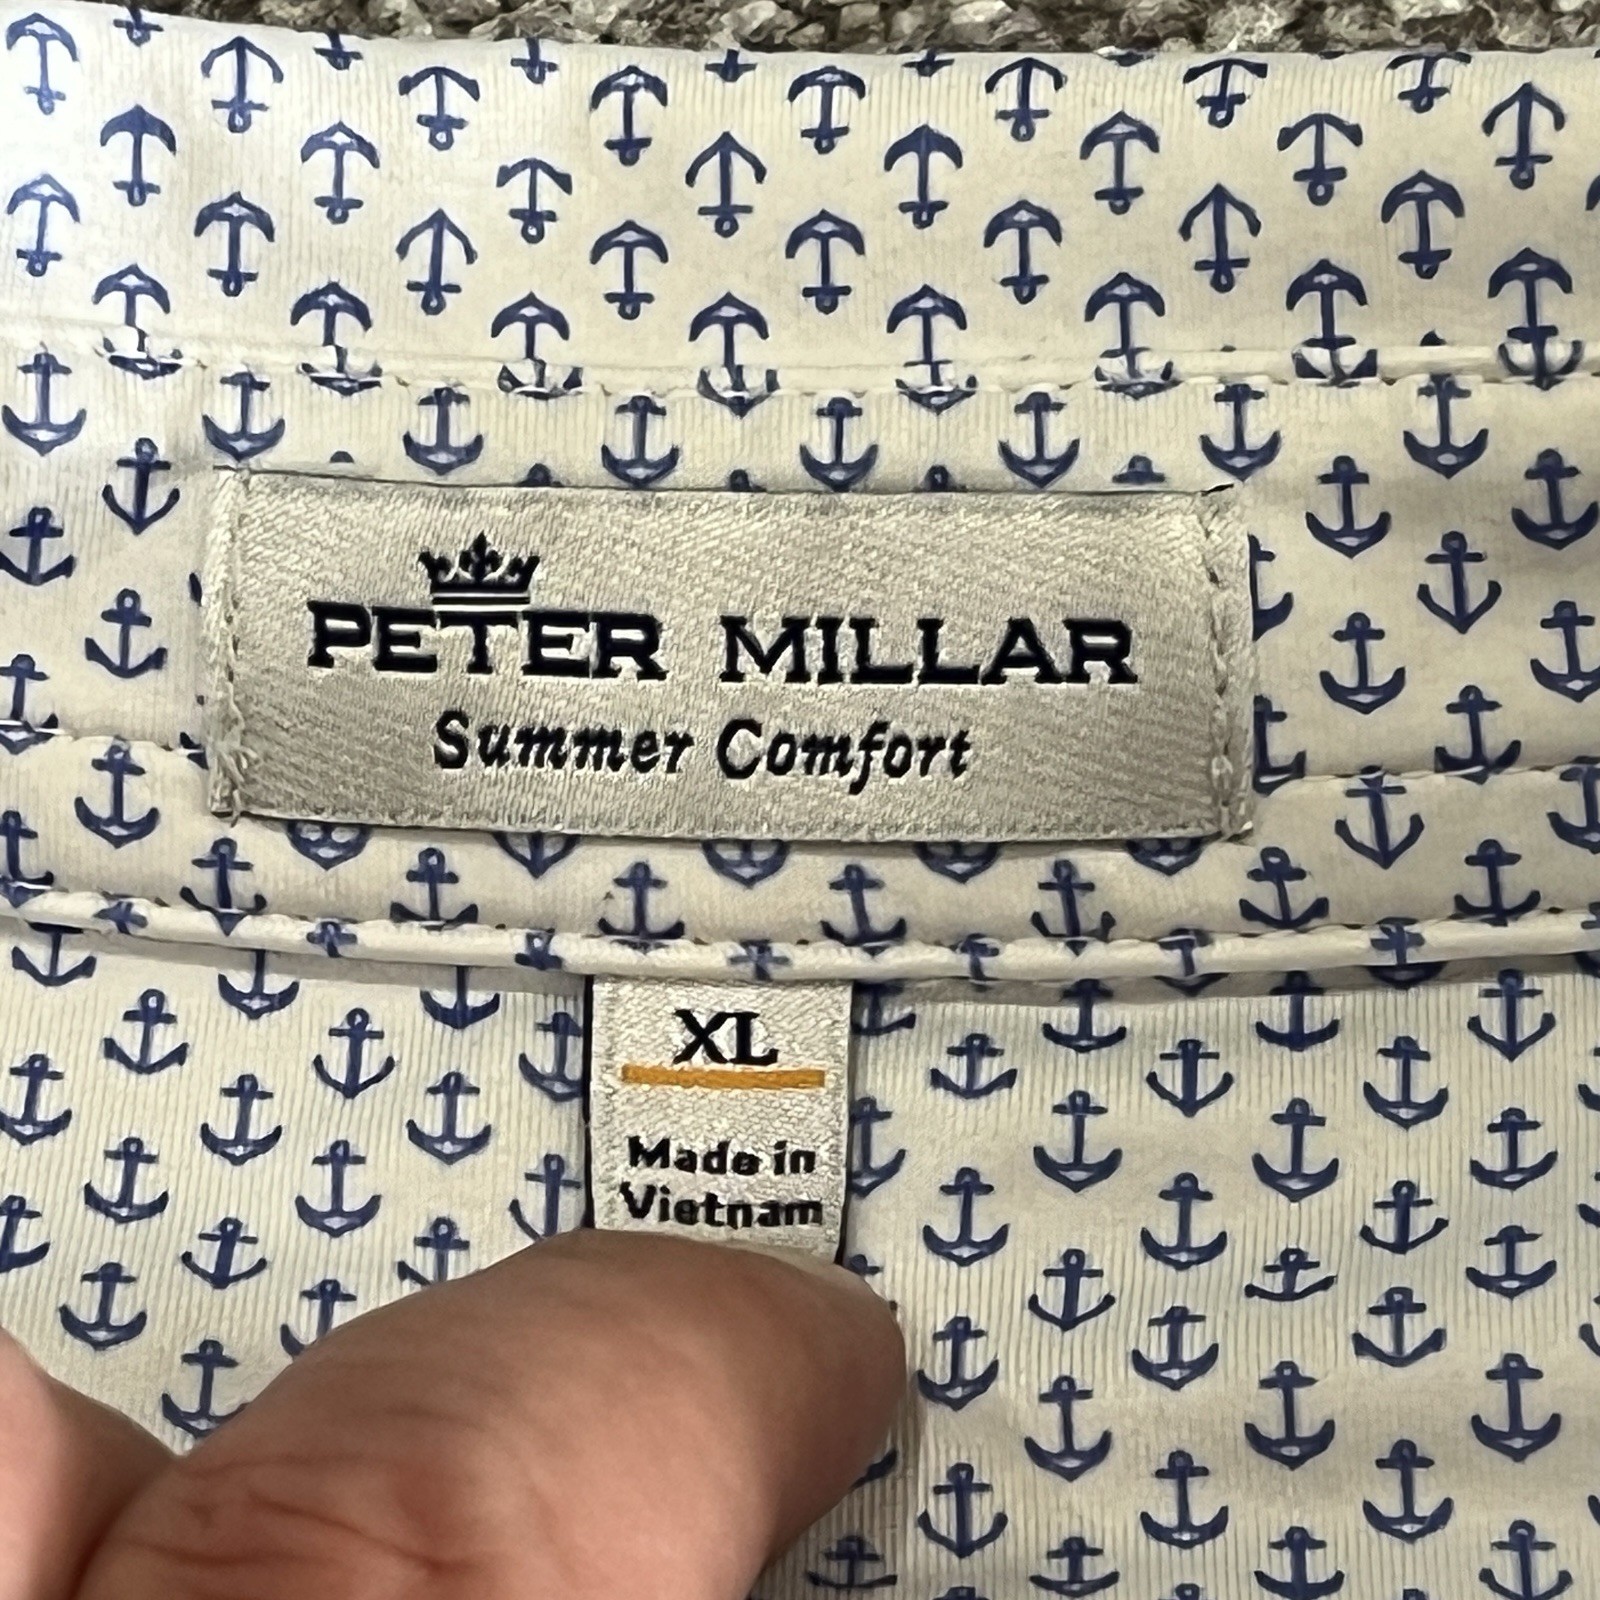 PETER MILLAR
Summer Comfort
XL
Made in
Vietnam